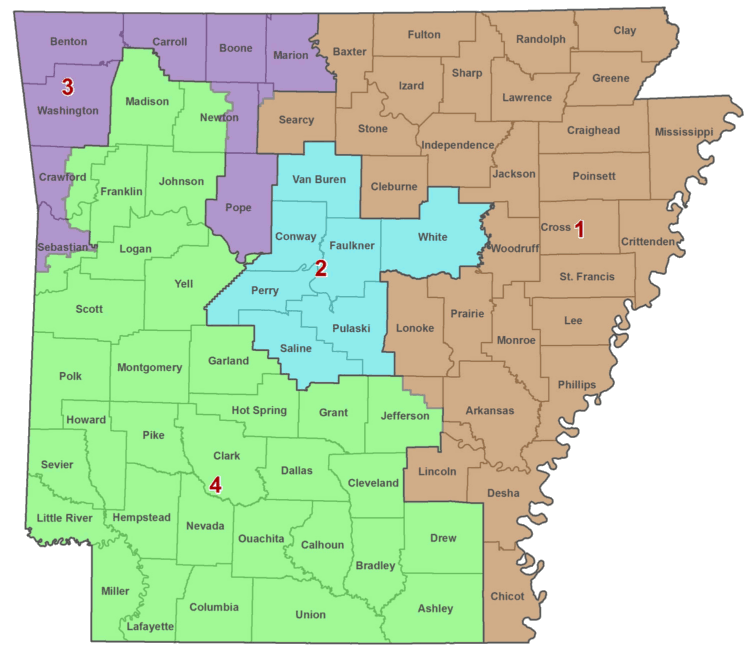 Benton
Carroll
Boone
Marion
Baxter
Fulton
Randolph
Clay
3
Washington
Madison
Newton
Searcy
Stone
Izard
Sharp
Lawrence
Greene
Independence
Craighead
Mississippi
Crawford
Franklin
Johnson
Pope
Van Buren
Cleburne
Jackson
Poinsett
Sebastian
Logan
Conway
Faulkner
White
Woodruff
Cross
1
Crittenden
Scott
Yell
Perry
2
Pulaski
Saline
Lonoke
Prairie
Monroe
St. Francis
Lee
Phillips
Polk
Montgomery
Garland
Hot Spring
Grant
Jefferson
Arkansas
Howard
Pike
Clark
Dallas
Cleveland
Lincoln
Desha
Sevier
4
Little River
Hempstead
Nevada
Ouachita
Calhoun
Bradley
Drew
Miller
Lafayette
Columbia
Union
Ashley
Chicot